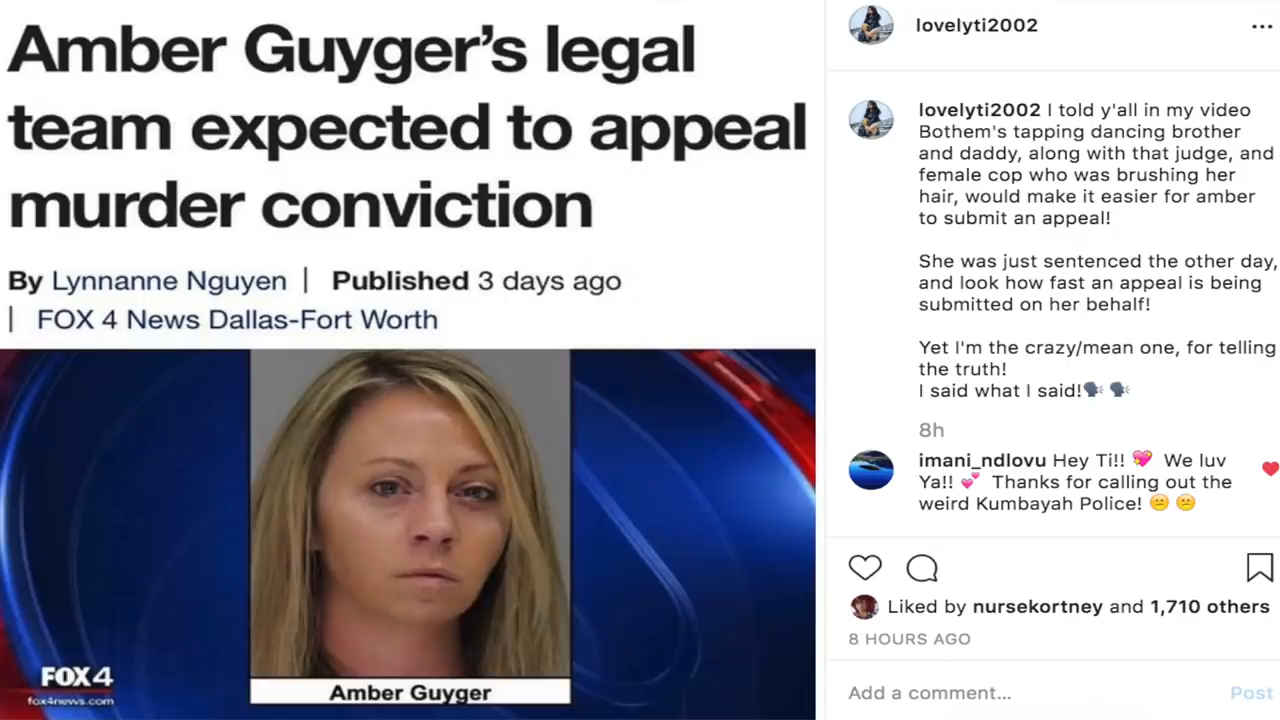 Amber Guyger's legal
team expected to appeal
murder conviction
By Lynnanne Nguyen | Published 3 days ago
| FOX 4 News Dallas-Fort Worth
FOX 4
fox4news.com
Amber Guyger
lovelyti2002
lovelyti2002 I told y'all in my video
Bothem's tapping dancing brother
and daddy, along with that judge, and
female cop who was brushing her
hair, would make it easier for amber
to submit an appeal!
She was just sentenced the other day,
and look how fast an appeal is being
submitted on her behalf!
Yet I'm the crazy/mean one, for telling
the truth!
I said what I said!🗣️🗣️
8h
imani_ndlovu Hey Ti!! 💖 We luv
Ya!! 💕 Thanks for calling out the
weird Kumbayah Police! 😕 😕
Liked by nursekortney and 1,710 others
8 HOURS AGO
Add a comment...
Post